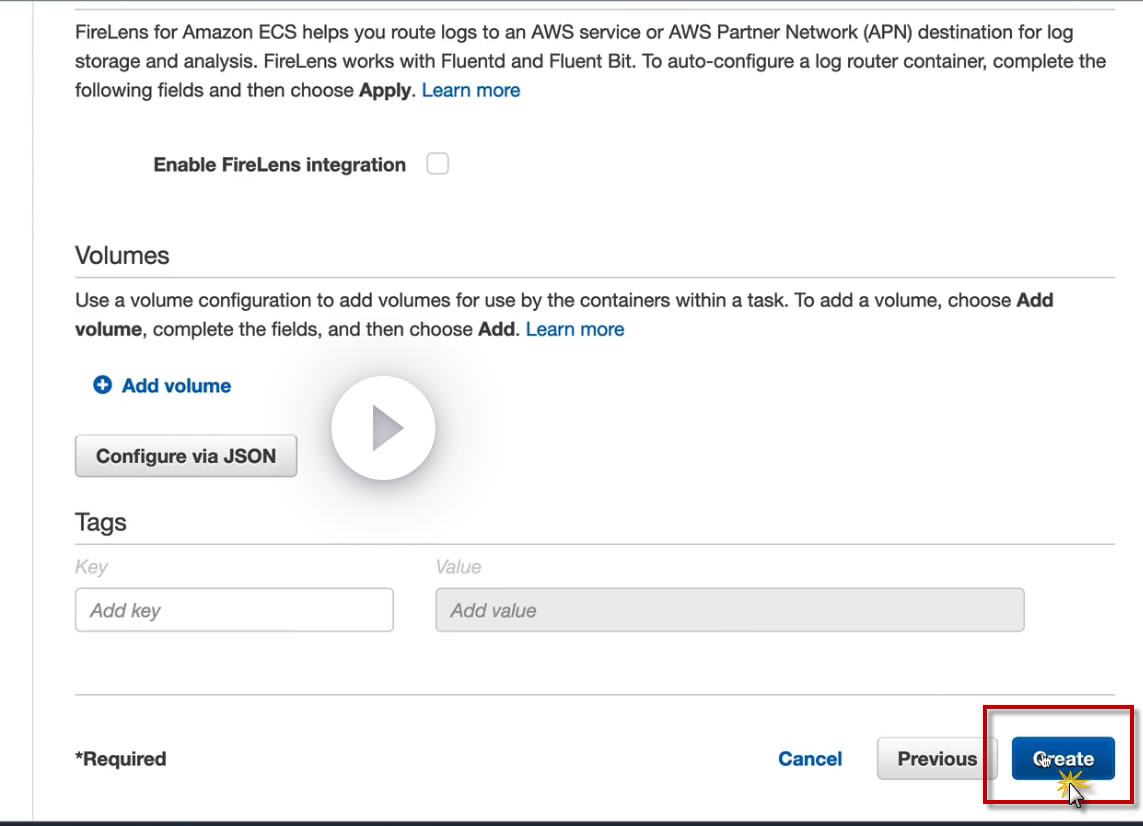 FireLens for Amazon ECS helps you route logs to an AWS service or AWS Partner Network (APN) destination for log
storage and analysis. FireLens works with Fluentd and Fluent Bit. To auto-configure a log router container, complete the
following fields and then choose Apply. Learn more
Enable FireLens integration
Volumes
Use a volume configuration to add volumes for use by the containers within a task. To add a volume, choose Add
volume, complete the fields, and then choose Add. Learn more
Add volume
Configure via JSON
Tags
Key Value
Add key Add value
*Required Cancel Previous Create